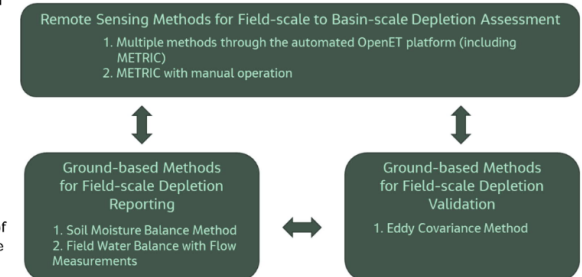 Remote Sensing Methods for Field-scale to Basin-scale Depletion Assessment
1. Multiple methods through the automated OpenET platform (including
METRIC)
2. METRIC with manual operation
Ground-based Methods
for Field-scale Depletion
Reporting
1. Soil Moisture Balance Method
2. Field Water Balance with Flow
Measurements
Ground-based Methods
for Field-scale Depletion
Validation
1. Eddy Covariance Method